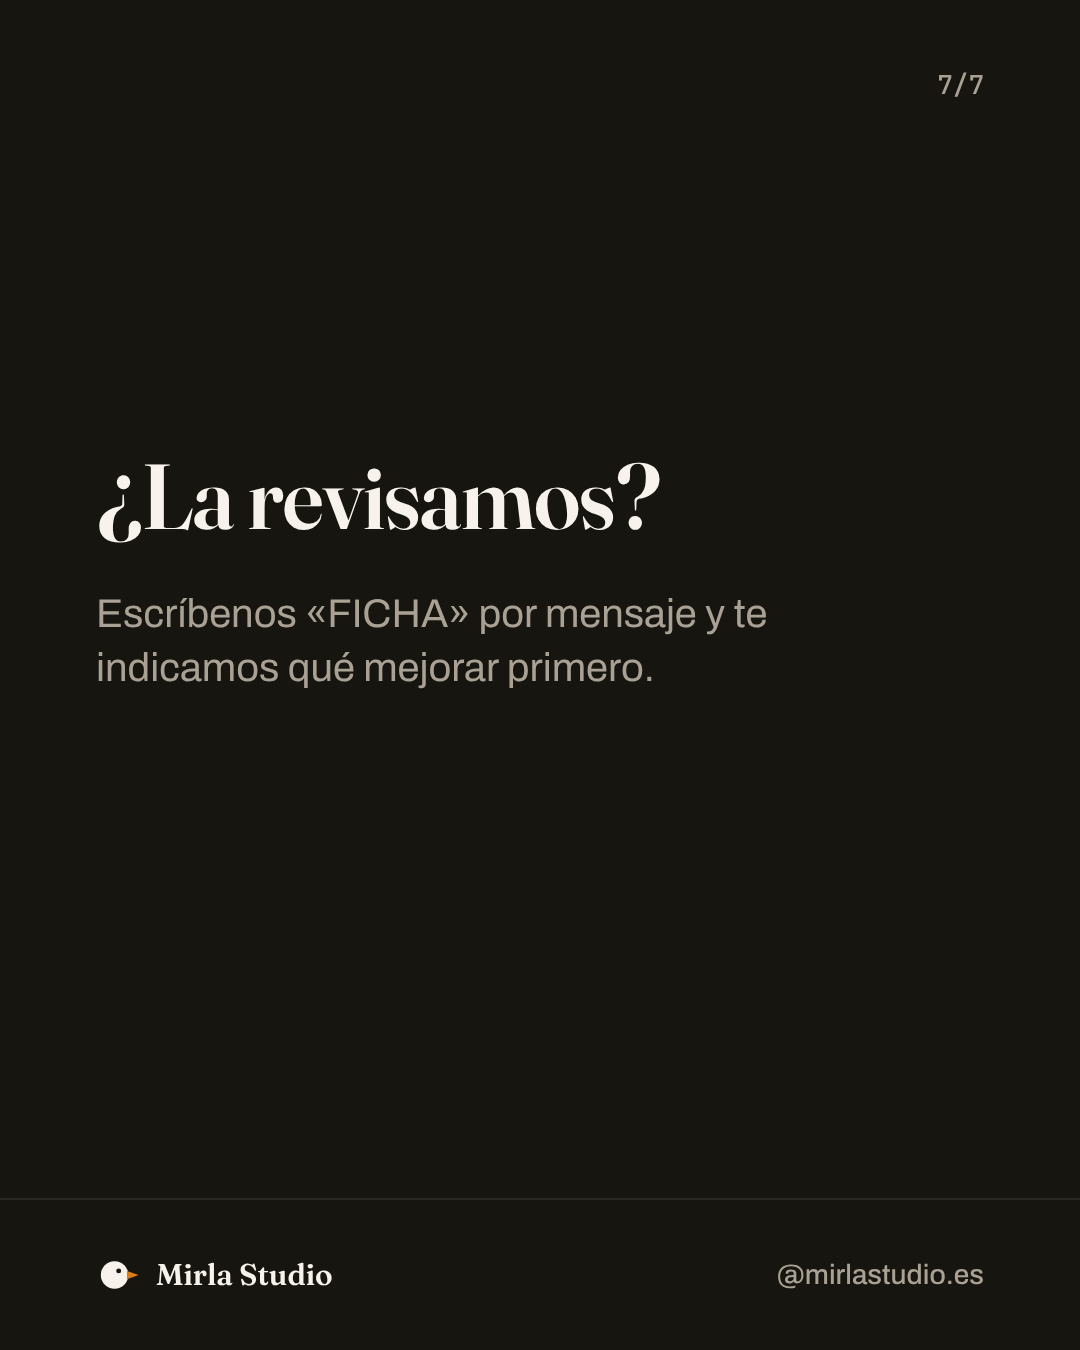 7/7
¿La revisamos?
Escríbenos «FICHA» por mensaje y te
indicamos qué mejorar primero.
Mirla Studio
@mirlastudio.es